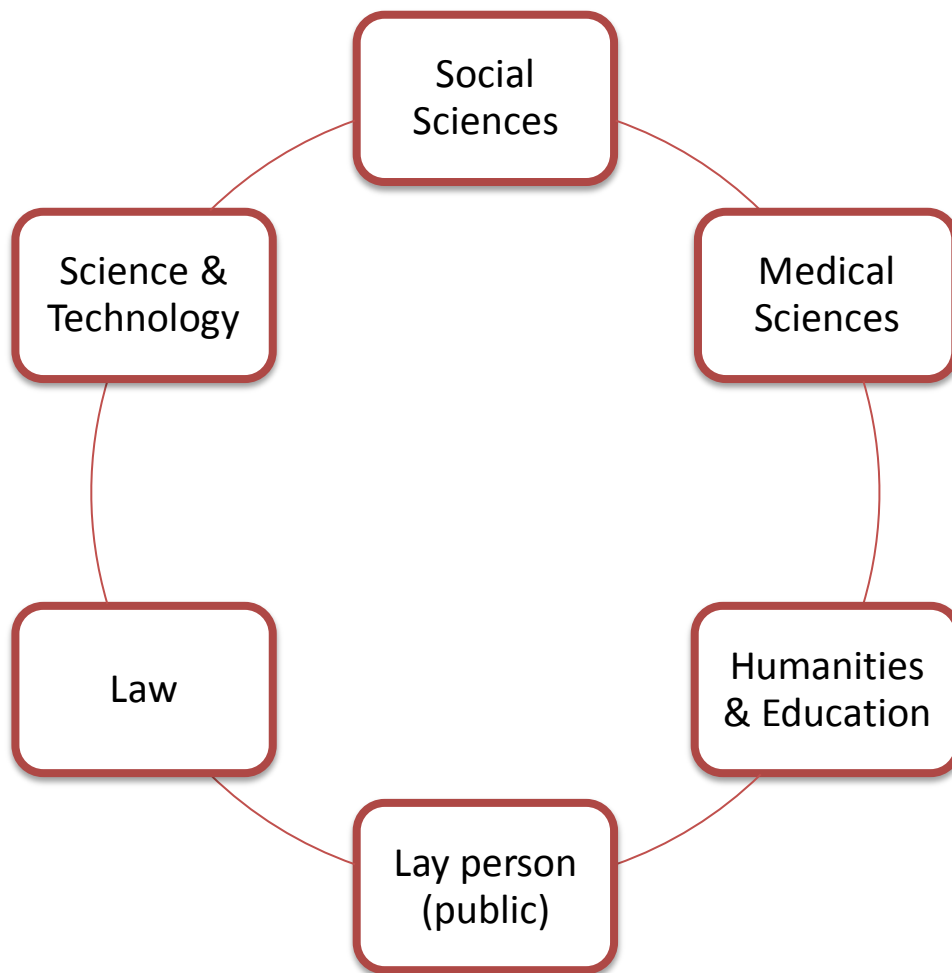 Social
Sciences
Science &
Technology
Medical
Sciences
Law
Humanities
& Education
Lay person
(public)